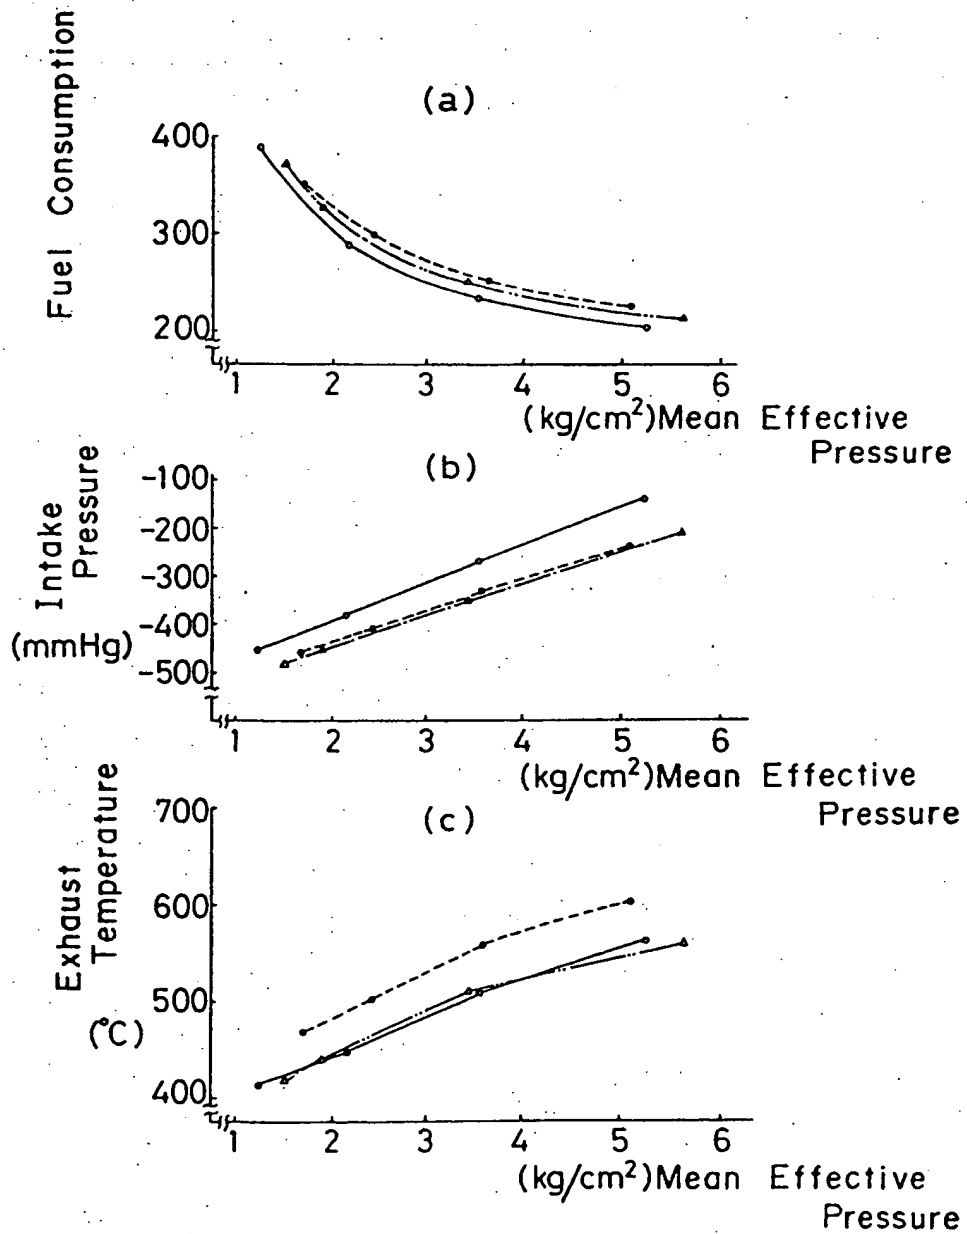 (a)
Fuel Consumption
400
300
200
1 2 3 4 5 6
(kg/cm²)Mean Effective
Pressure
(b)
Intake
Pressure
(mmHg)
-100
-200
-300
-400
-500
1 2 3 4 5 6
(kg/cm²)Mean Effective
Pressure
(c)
Exhaust
Temperature
(°C)
700
600
500
400
1 2 3 4 5 6
(kg/cm²)Mean Effective
Pressure